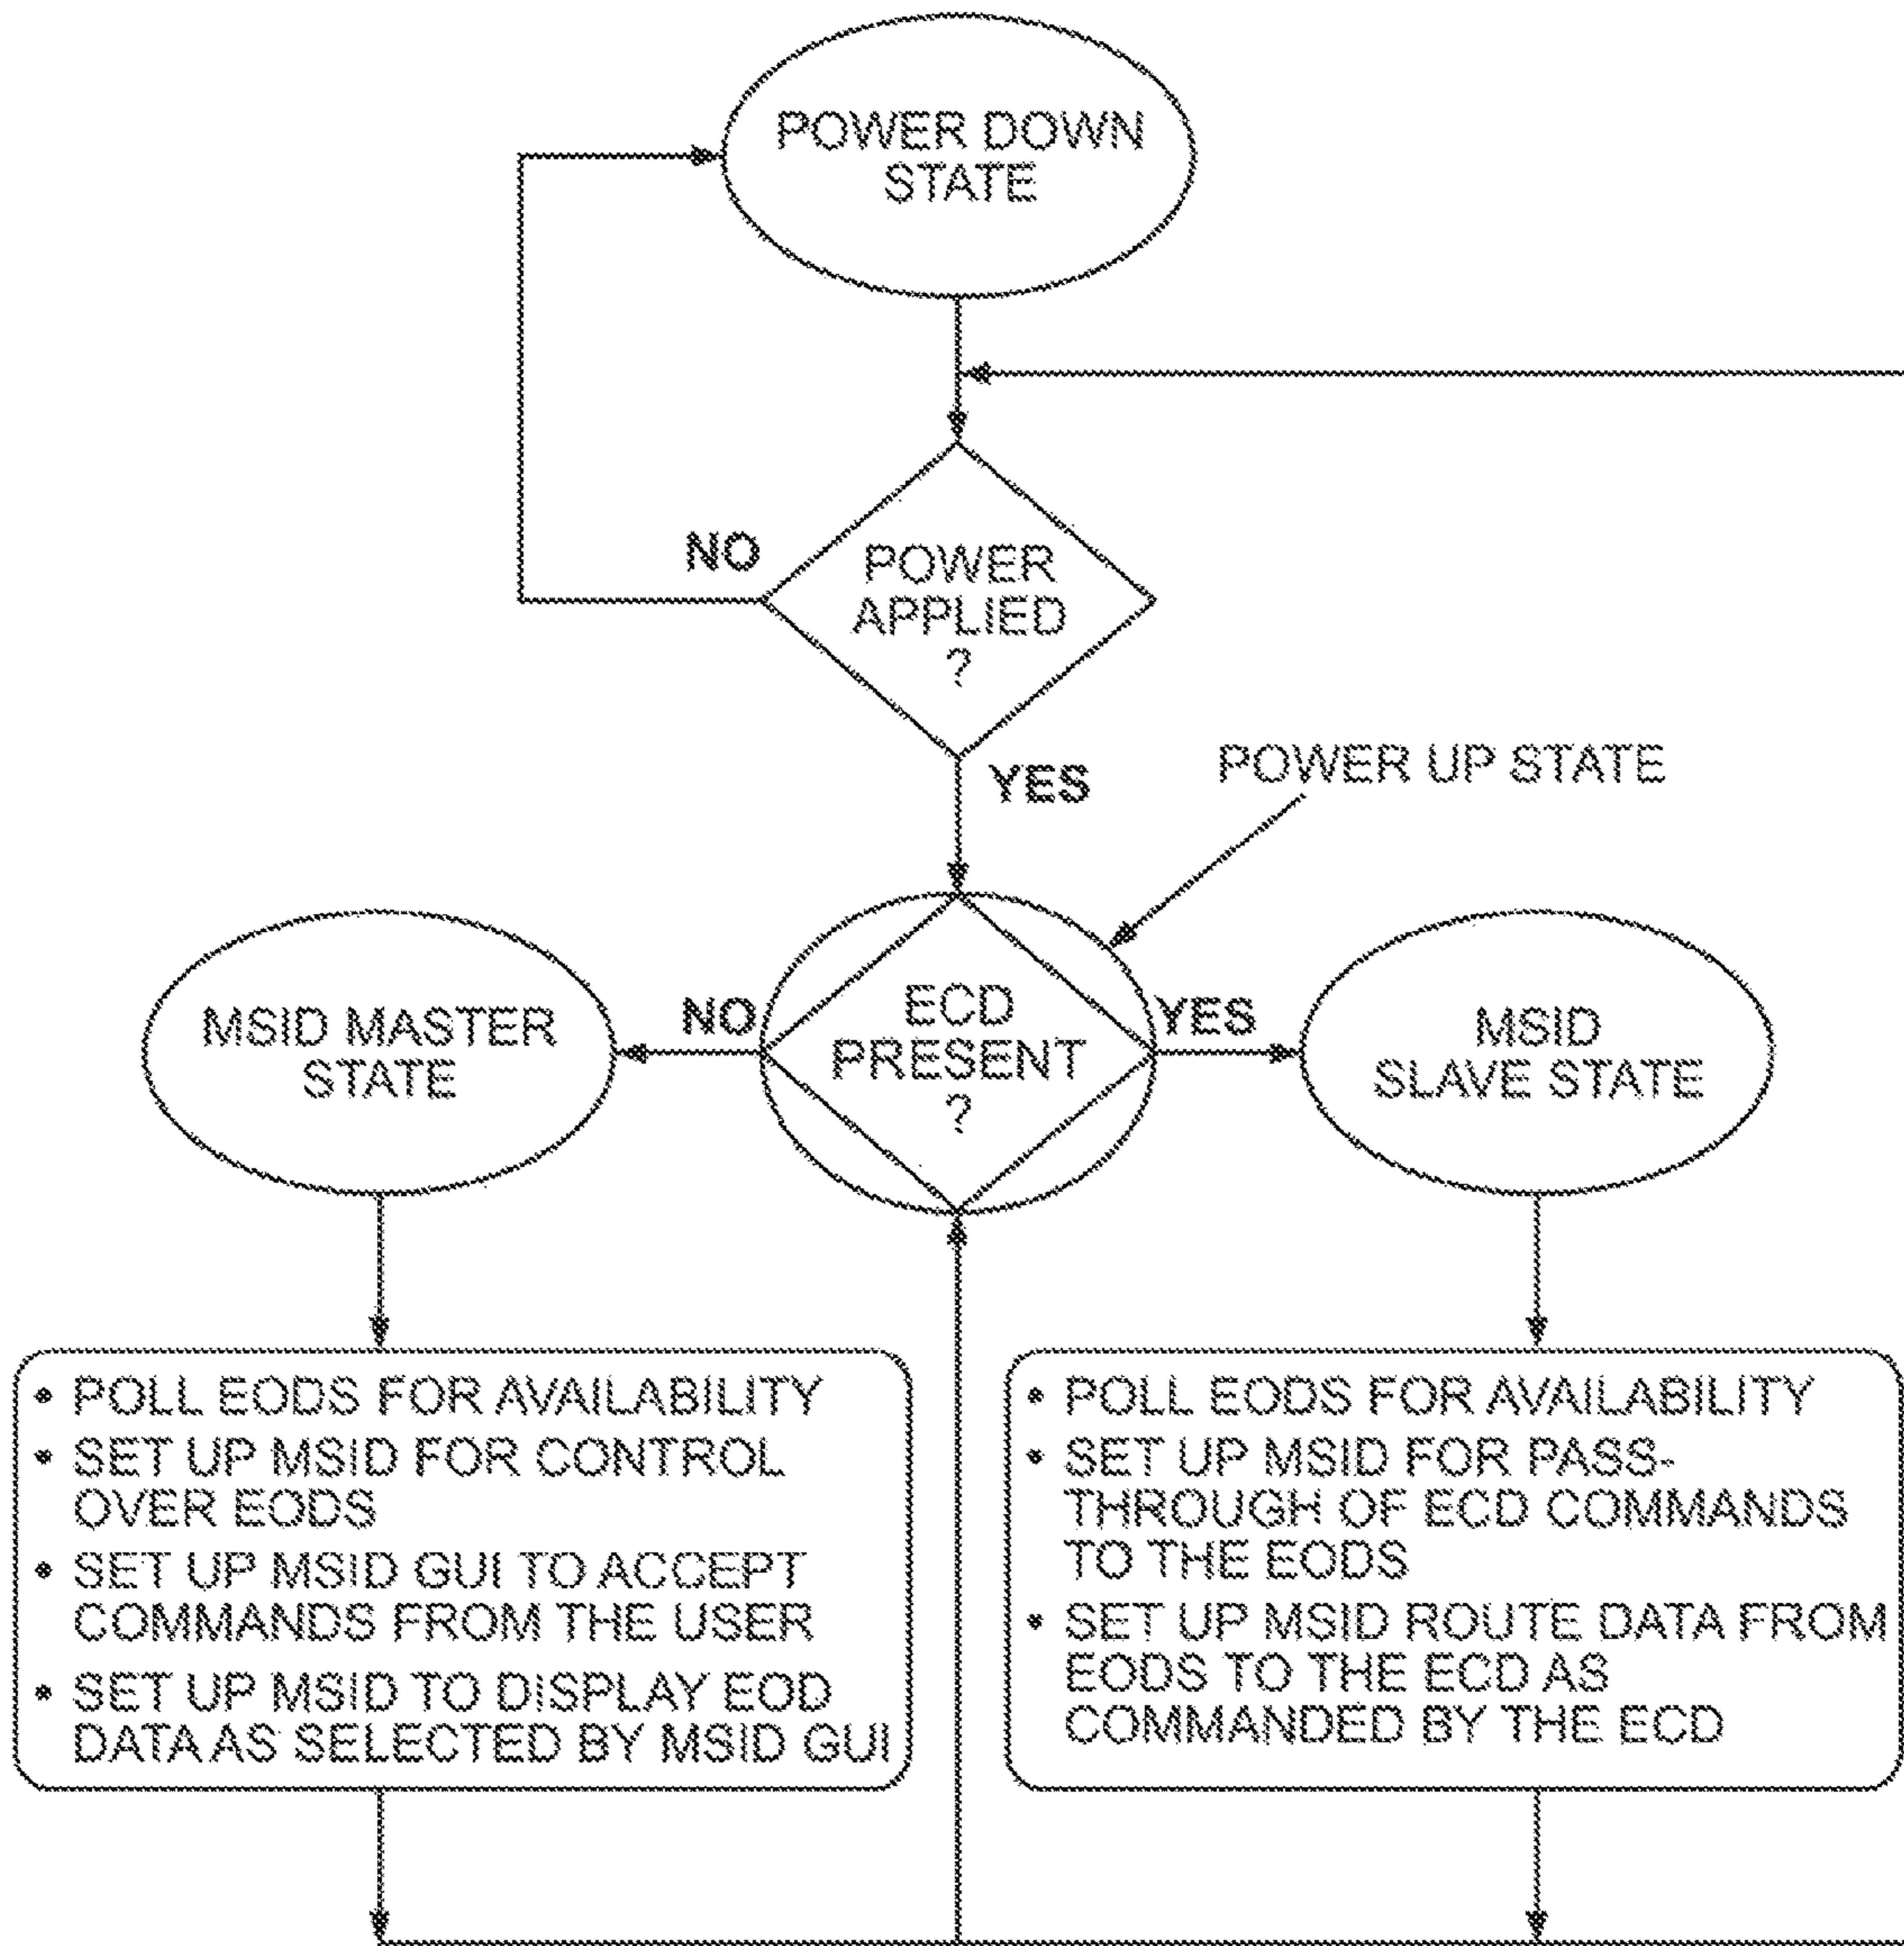 POWER DOWN
STATE
NO
POWER
APPLIED
?
YES
POWER UP STATE
MSID MASTER
STATE
NO
ECD
PRESENT
?
YES
MSID
SLAVE STATE
• POLL EODS FOR AVAILABILITY
• SET UP MSID FOR CONTROL
OVER EODS
• SET UP MSID GUI TO ACCEPT
COMMANDS FROM THE USER
• SET UP MSID TO DISPLAY EOD
DATA AS SELECTED BY MSID GUI
• POLL EODS FOR AVAILABILITY
• SET UP MSID FOR PASS-
THROUGH OF ECD COMMANDS
TO THE EODS
• SET UP MSID ROUTE DATA FROM
EODS TO THE ECD AS
COMMANDED BY THE ECD